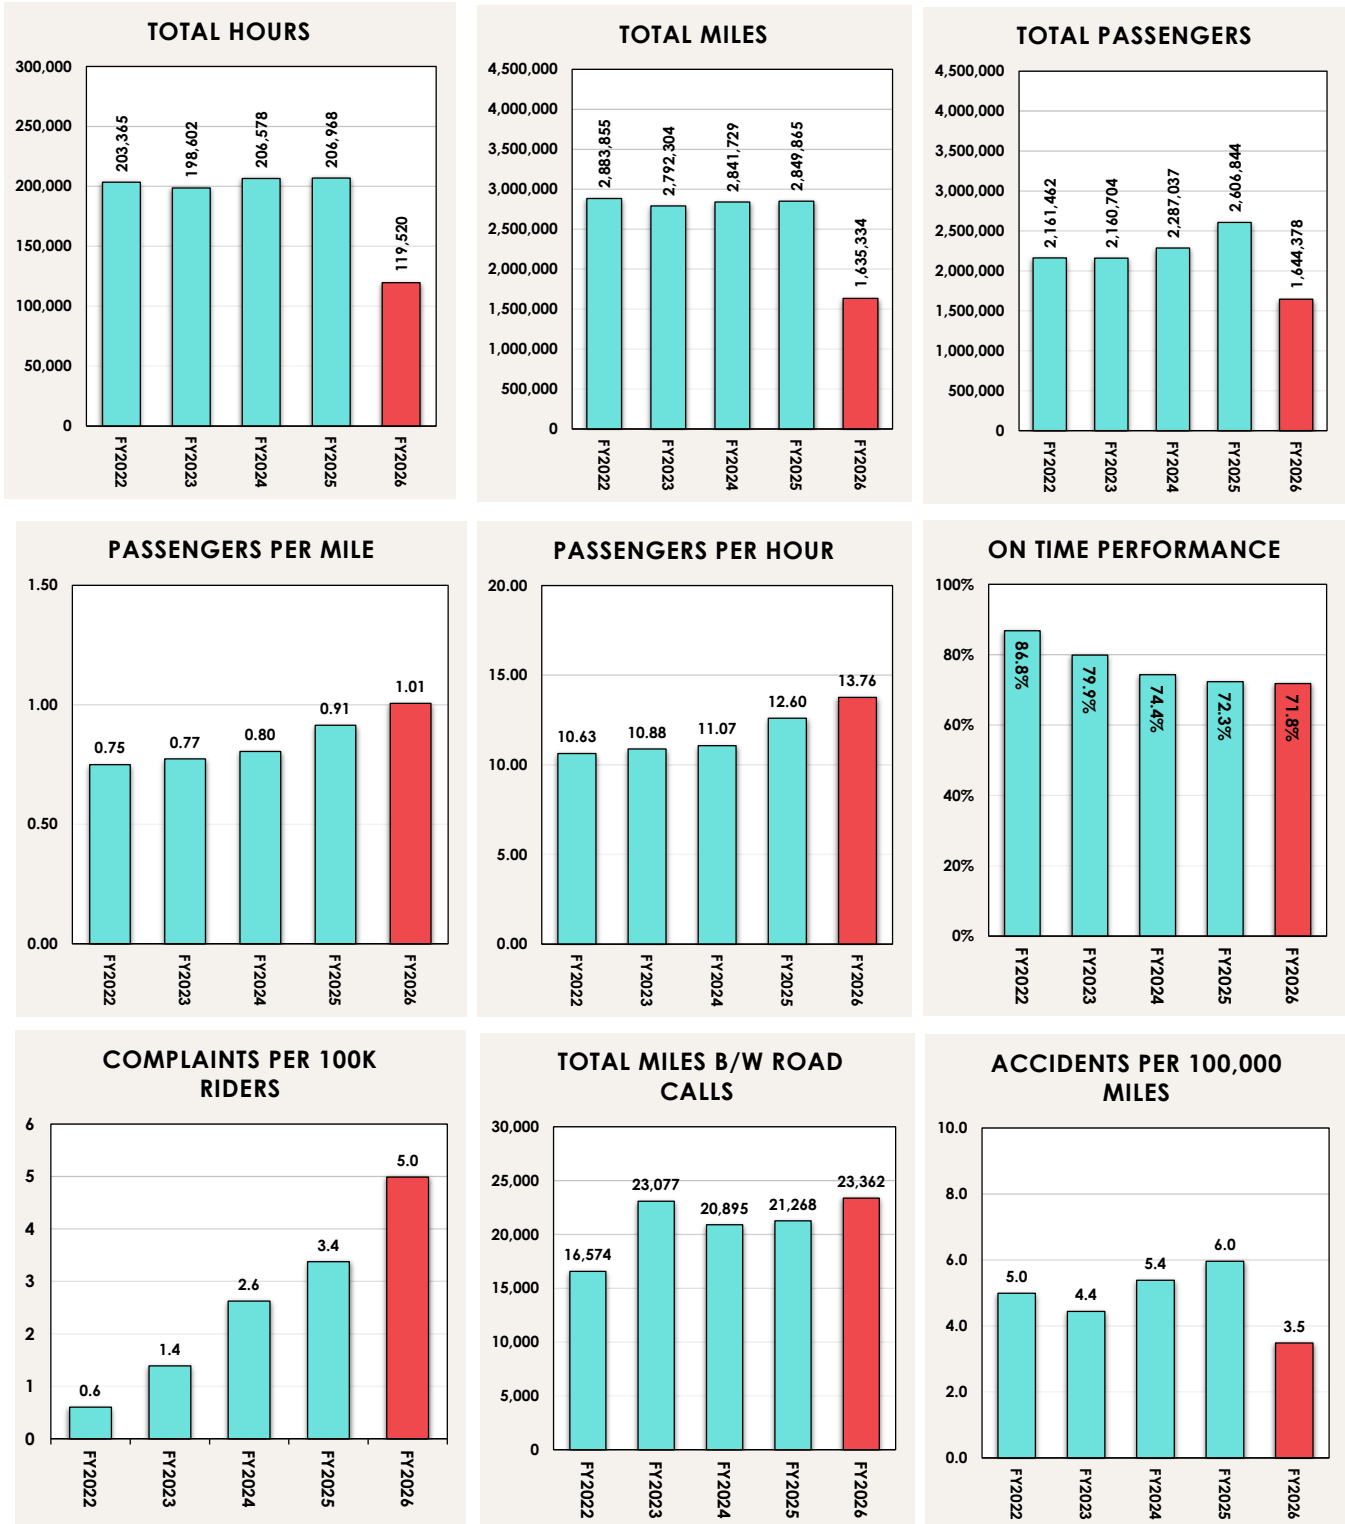 TOTAL HOURS
300,000
250,000
200,000
150,000
100,000
50,000
0
203,365
198,602
206,578
206,968
119,520
FY2022
FY2023
FY2024
FY2025
FY2026
TOTAL MILES
4,500,000
4,000,000
3,500,000
3,000,000
2,500,000
2,000,000
1,500,000
1,000,000
500,000
0
2,883,855
2,792,304
2,841,729
2,849,865
1,635,334
FY2022
FY2023
FY2024
FY2025
FY2026
TOTAL PASSENGERS
4,500,000
4,000,000
3,500,000
3,000,000
2,500,000
2,000,000
1,500,000
1,000,000
500,000
0
2,161,462
2,160,704
2,287,037
2,606,844
1,644,378
FY2022
FY2023
FY2024
FY2025
FY2026
PASSENGERS PER MILE
1.50
1.00
0.50
0.00
0.75
0.77
0.80
0.91
1.01
FY2022
FY2023
FY2024
FY2025
FY2026
PASSENGERS PER HOUR
20.00
15.00
10.00
5.00
0.00
10.63
10.88
11.07
12.60
13.76
FY2022
FY2023
FY2024
FY2025
FY2026
ON TIME PERFORMANCE
100%
80%
60%
40%
20%
0%
86.8%
79.9%
74.4%
72.3%
71.8%
FY2022
FY2023
FY2024
FY2025
FY2026
COMPLAINTS PER 100K
RIDERS
6
5
4
3
2
1
0
0.6
1.4
2.6
3.4
5.0
FY2022
FY2023
FY2024
FY2025
FY2026
TOTAL MILES B/W ROAD
CALLS
30,000
25,000
20,000
15,000
10,000
5,000
0
16,574
23,077
20,895
21,268
23,362
FY2022
FY2023
FY2024
FY2025
FY2026
ACCIDENTS PER 100,000
MILES
10.0
8.0
6.0
4.0
2.0
0.0
5.0
4.4
5.4
6.0
3.5
FY2022
FY2023
FY2024
FY2025
FY2026